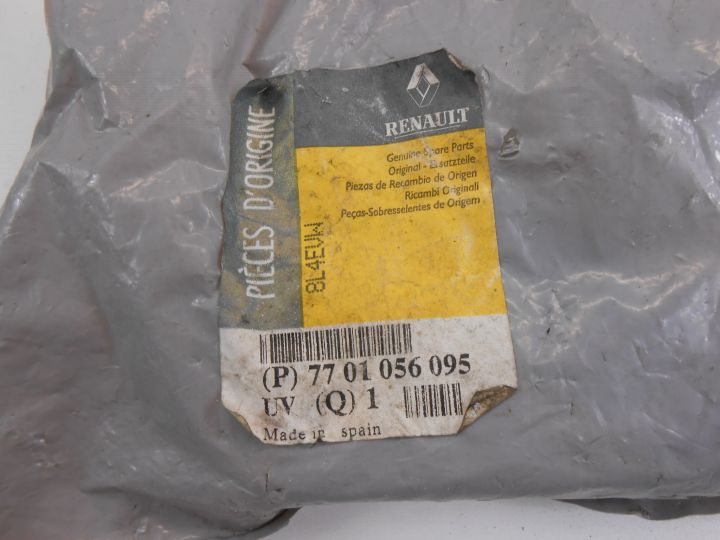 RENAULT
PIÈCES D'ORIGINE
Genuine Spare Parts
Original - Ersatzteile
Piezas de Recambio de Origen
Ricambi Originali
Peças-Sobresselentes de Origem
8L4EVW
(P) 77 01 056 095
UV (Q) 1
Made in spain